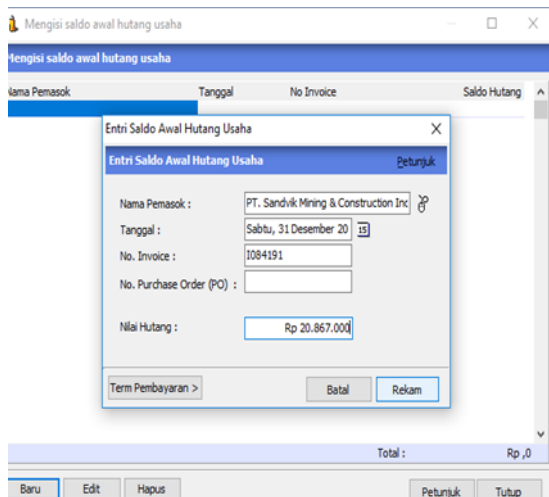 Mengisi saldo awal hutang usaha
Mengisi saldo awal hutang usaha
Nama Pemasok Tanggal No Invoice Saldo Hutang
Entri Saldo Awal Hutang Usaha
Entri Saldo Awal Hutang Usaha Petunjuk
Nama Pemasok : PT. Sandvik Mining & Construction Inc
Tanggal : Sabtu, 31 Desember 20 15
No. Invoice : I084191
No. Purchase Order (PO) :
Nilai Hutang : Rp 20.867.000
Term Pembayaran > Batal Rekam
Total : Rp ,0
Baru Edit Hapus Petunjuk Tutup